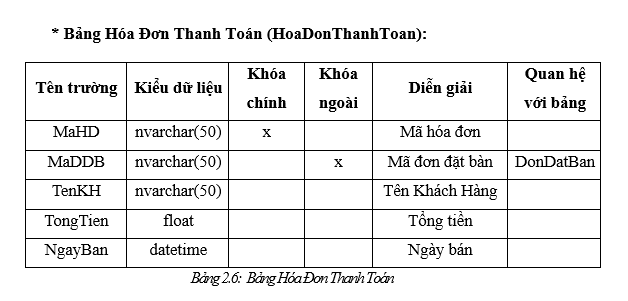 * Bảng Hóa Đơn Thanh Toán (HoaDonThanhToan):
Tên trường Kiểu dữ liệu Khóa chính Khóa ngoài Diễn giải Quan hệ với bảng
MaHD nvarchar(50) x Mã hóa đơn
MaDDB nvarchar(50) x Mã đơn đặt bàn DonDatBan
TenKH nvarchar(50) Tên Khách Hàng
TongTien float Tổng tiền
NgayBan datetime Ngày bán
Bảng 2.6: Bảng Hóa Đơn Thanh Toán